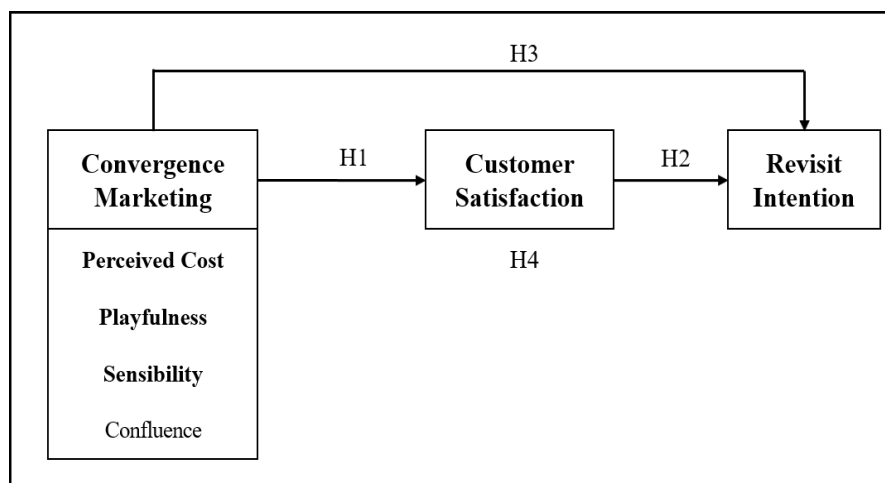 H3
Convergence
Marketing
H1
Customer
Satisfaction
H2
Revisit
Intention
Perceived Cost
Playfulness
Sensibility
Confluence
H4